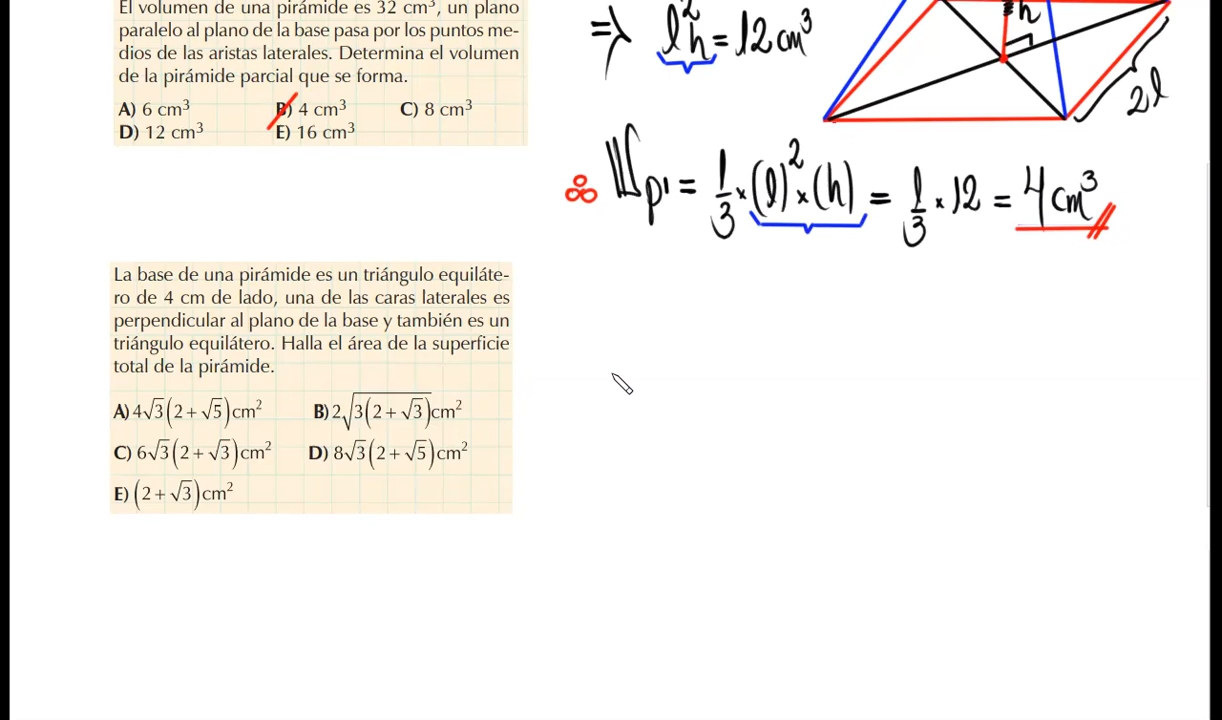 El volumen de una pirámide es 32 cm³, un plano
paralelo al plano de la base pasa por los puntos me-
dios de las aristas laterales. Determina el volumen
de la pirámide parcial que se forma.
A) 6 cm³ B) 4 cm³ C) 8 cm³
D) 12 cm³ E) 16 cm³
⇒ l²h = 12 cm³
h
2l
∴ Vp' = 1/3 × (l)² × (h) = 1/3 × 12 = 4 cm³
La base de una pirámide es un triángulo equiláte-
ro de 4 cm de lado, una de las caras laterales es
perpendicular al plano de la base y también es un
triángulo equilátero. Halla el área de la superficie
total de la pirámide.
A) 4√3(2 + √5)cm² B) 2√(3(2 + √3))cm²
C) 6√3(2 + √3)cm² D) 8√3(2 + √5)cm²
E) (2 + √3)cm²